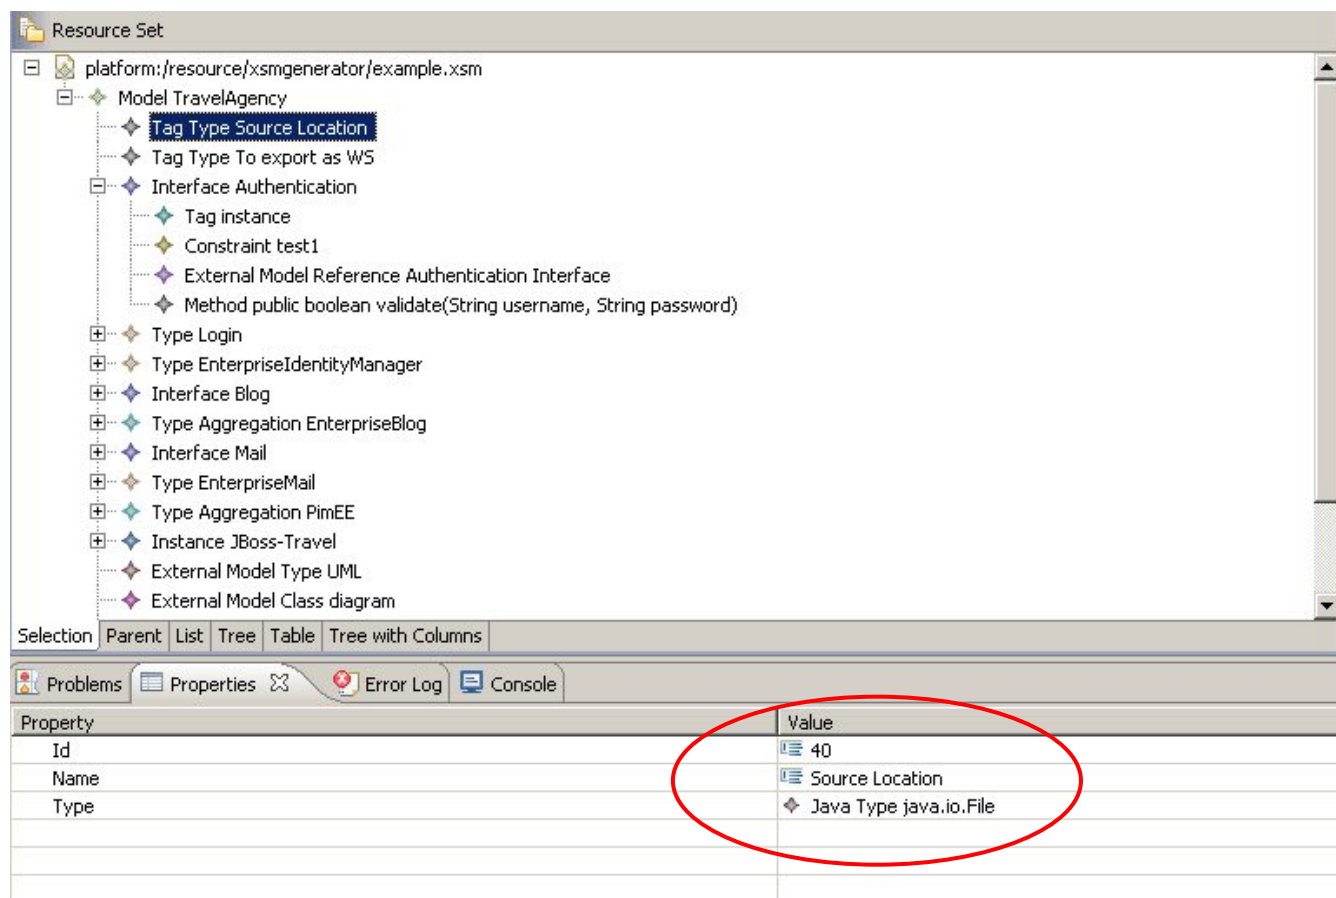 Resource Set
platform:/resource/xsmgenerator/example.xsm
Model TravelAgency
Tag Type Source Location
Tag Type To export as WS
Interface Authentication
Tag instance
Constraint test1
External Model Reference Authentication Interface
Method public boolean validate(String username, String password)
Type Login
Type EnterpriseIdentityManager
Interface Blog
Type Aggregation EnterpriseBlog
Interface Mail
Type EnterpriseMail
Type Aggregation PimEE
Instance JBoss-Travel
External Model Type UML
External Model Class diagram
Selection Parent List Tree Table Tree with Columns
Problems Properties Error Log Console
Property Value
Id 40
Name Source Location
Type Java Type java.io.File